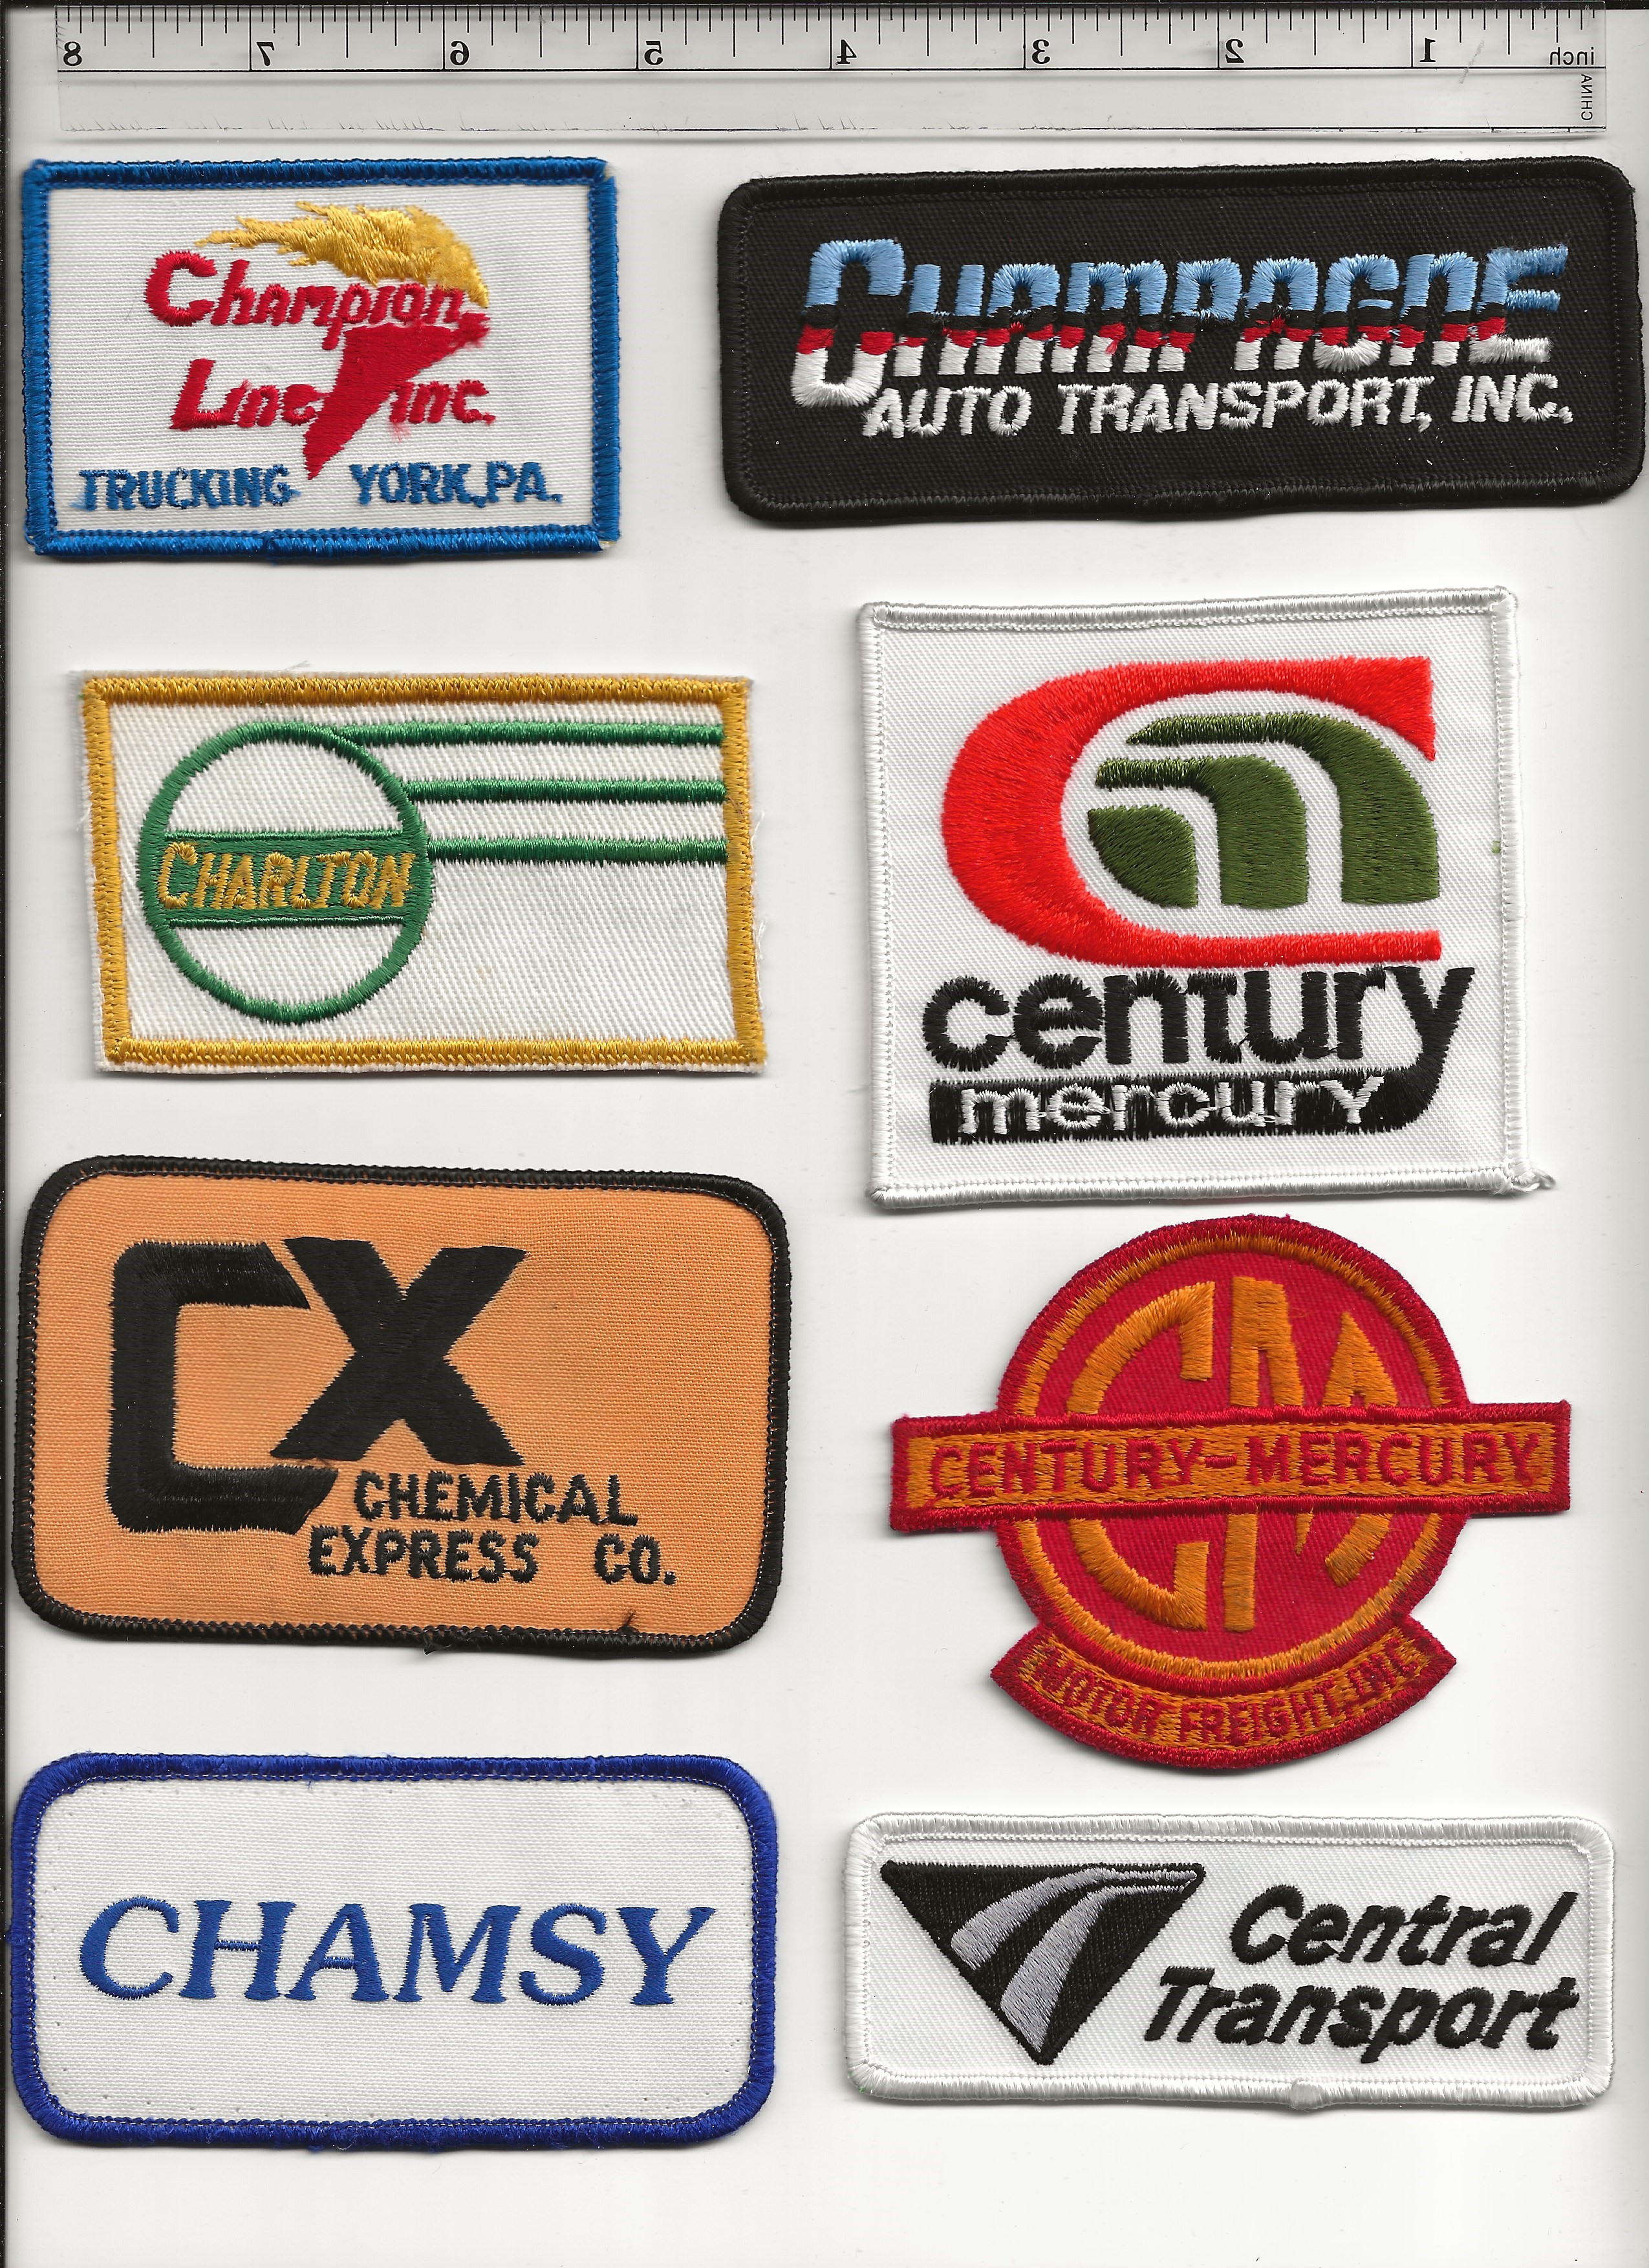 8 7 6 5 4 3 2 1 inch
CHINA
Champion
Line inc.
TRUCKING YORK, PA.
CHAMPAGNE
AUTO TRANSPORT, INC.
CHARLTON
century
mercury
CX
CHEMICAL
EXPRESS CO.
CM
CENTURY-MERCURY
MOTOR FREIGHT INC
CHAMSY
Central
Transport